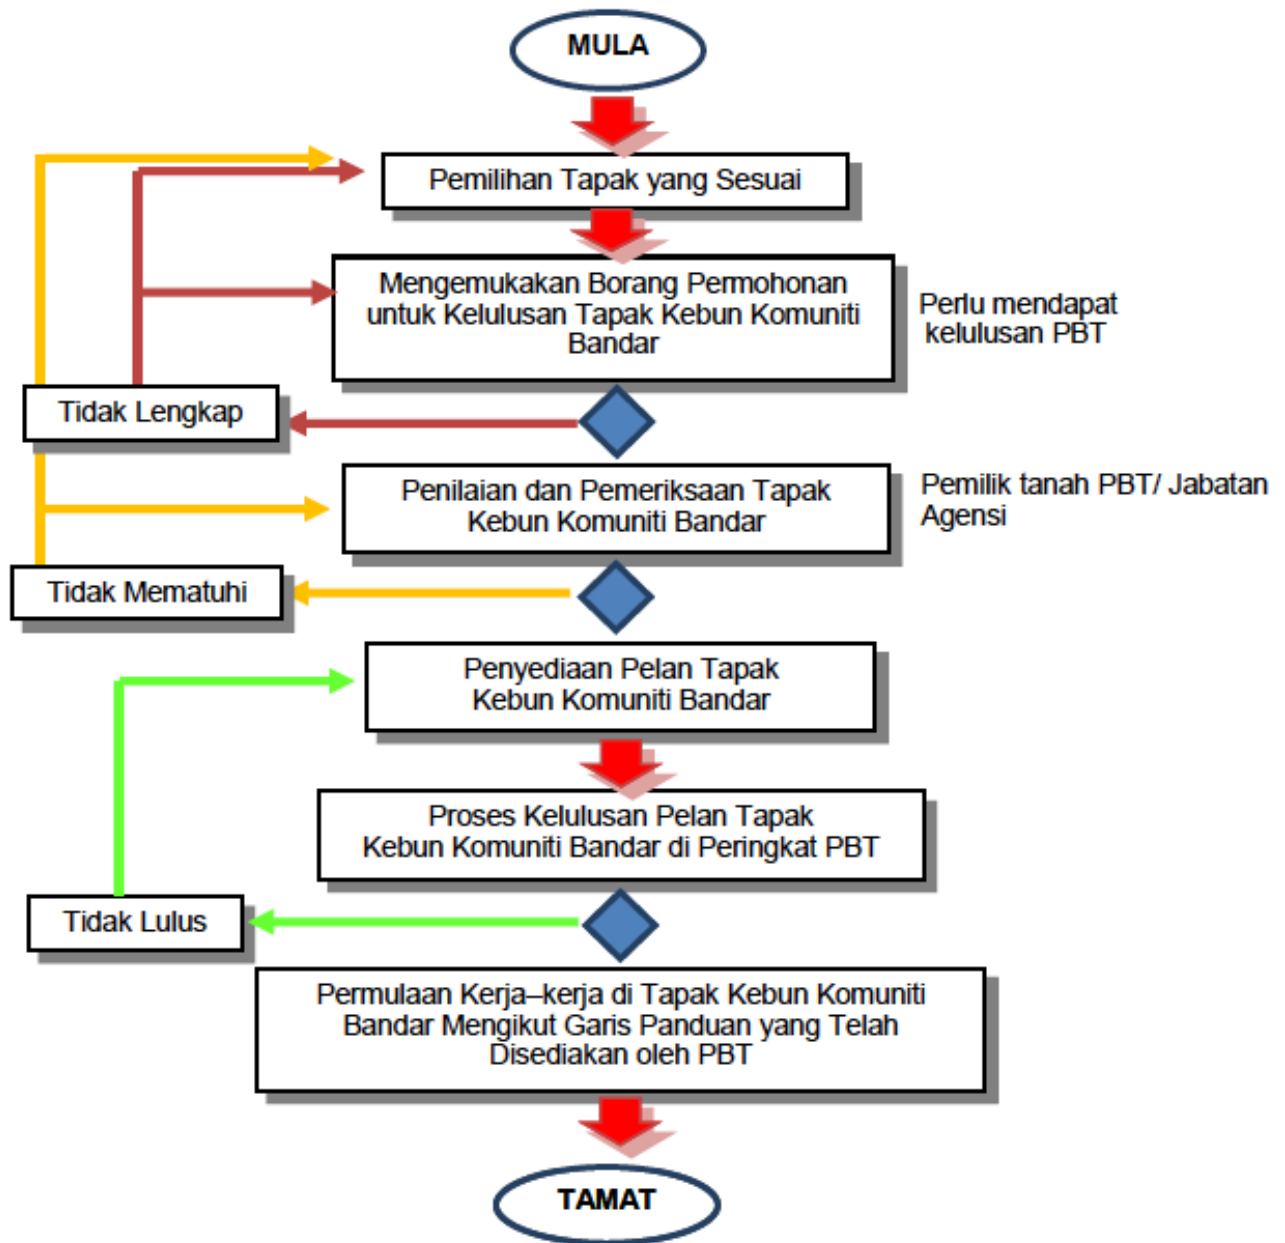 MULA
Pemilihan Tapak yang Sesuai
Mengemukakan Borang Permohonan
untuk Kelulusan Tapak Kebun Komuniti
Bandar
Perlu mendapat
kelulusan PBT
Tidak Lengkap
Penilaian dan Pemeriksaan Tapak
Kebun Komuniti Bandar
Pemilik tanah PBT/ Jabatan
Agensi
Tidak Mematuhi
Penyediaan Pelan Tapak
Kebun Komuniti Bandar
Proses Kelulusan Pelan Tapak
Kebun Komuniti Bandar di Peringkat PBT
Tidak Lulus
Permulaan Kerja–kerja di Tapak Kebun Komuniti
Bandar Mengikut Garis Panduan yang Telah
Disediakan oleh PBT
TAMAT